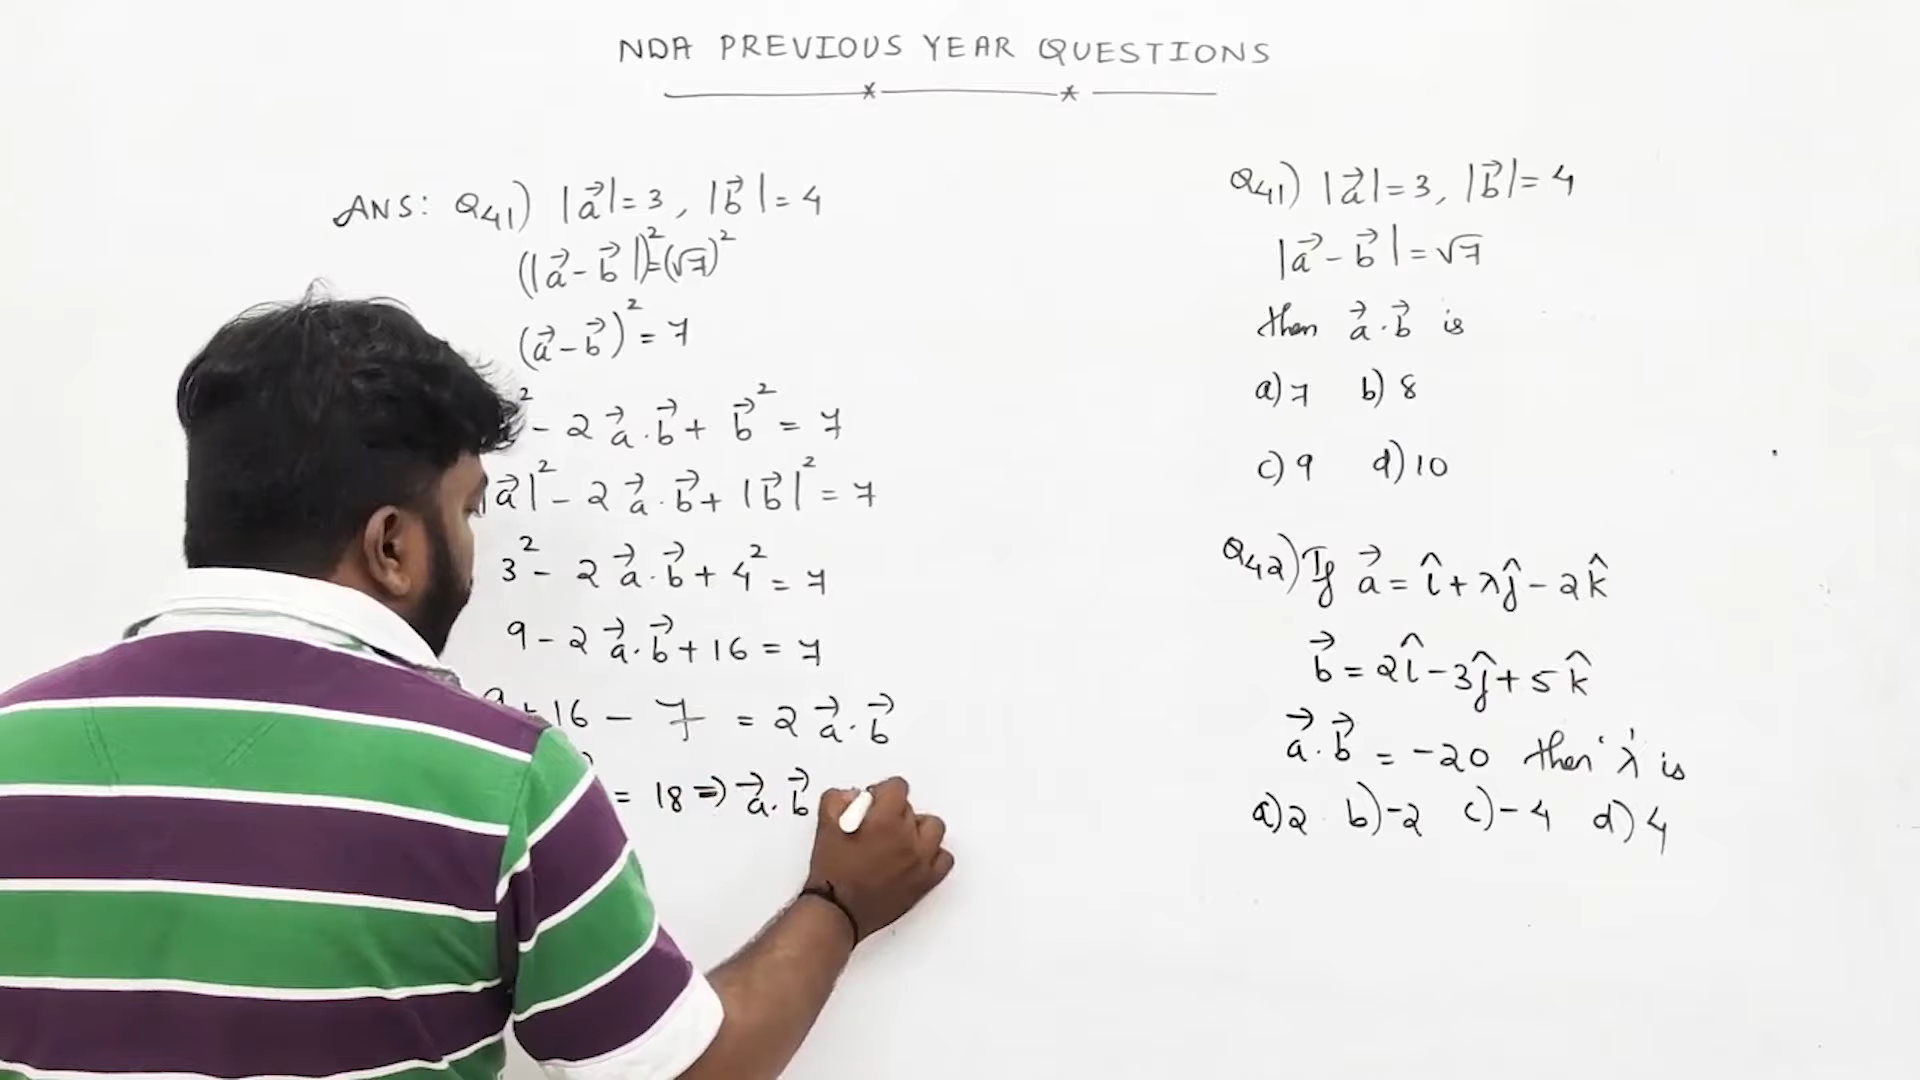 NDA PREVIOUS YEAR QUESTIONS
ANS: Q41) |a⃗| = 3, |b⃗| = 4
(|a⃗ - b⃗|)² = (√7)²
(a⃗ - b⃗)² = 7
² - 2 a⃗ . b⃗ + b⃗² = 7
|a⃗|² - 2 a⃗ . b⃗ + |b⃗|² = 7
3² - 2 a⃗ . b⃗ + 4² = 7
9 - 2 a⃗ . b⃗ + 16 = 7
+ 16 - 7 = 2 a⃗ . b⃗
= 18 ⇒ a⃗ . b⃗
Q41) |a⃗| = 3, |b⃗| = 4
|a⃗ - b⃗| = √7
then a⃗ . b⃗ is
a) 7 b) 8
c) 9 d) 10
Q42) If a⃗ = î + λĵ - 2k̂
b⃗ = 2î - 3ĵ + 5k̂
a⃗ . b⃗ = -20 then 'λ' is
a) 2 b) -2 c) -4 d) 4